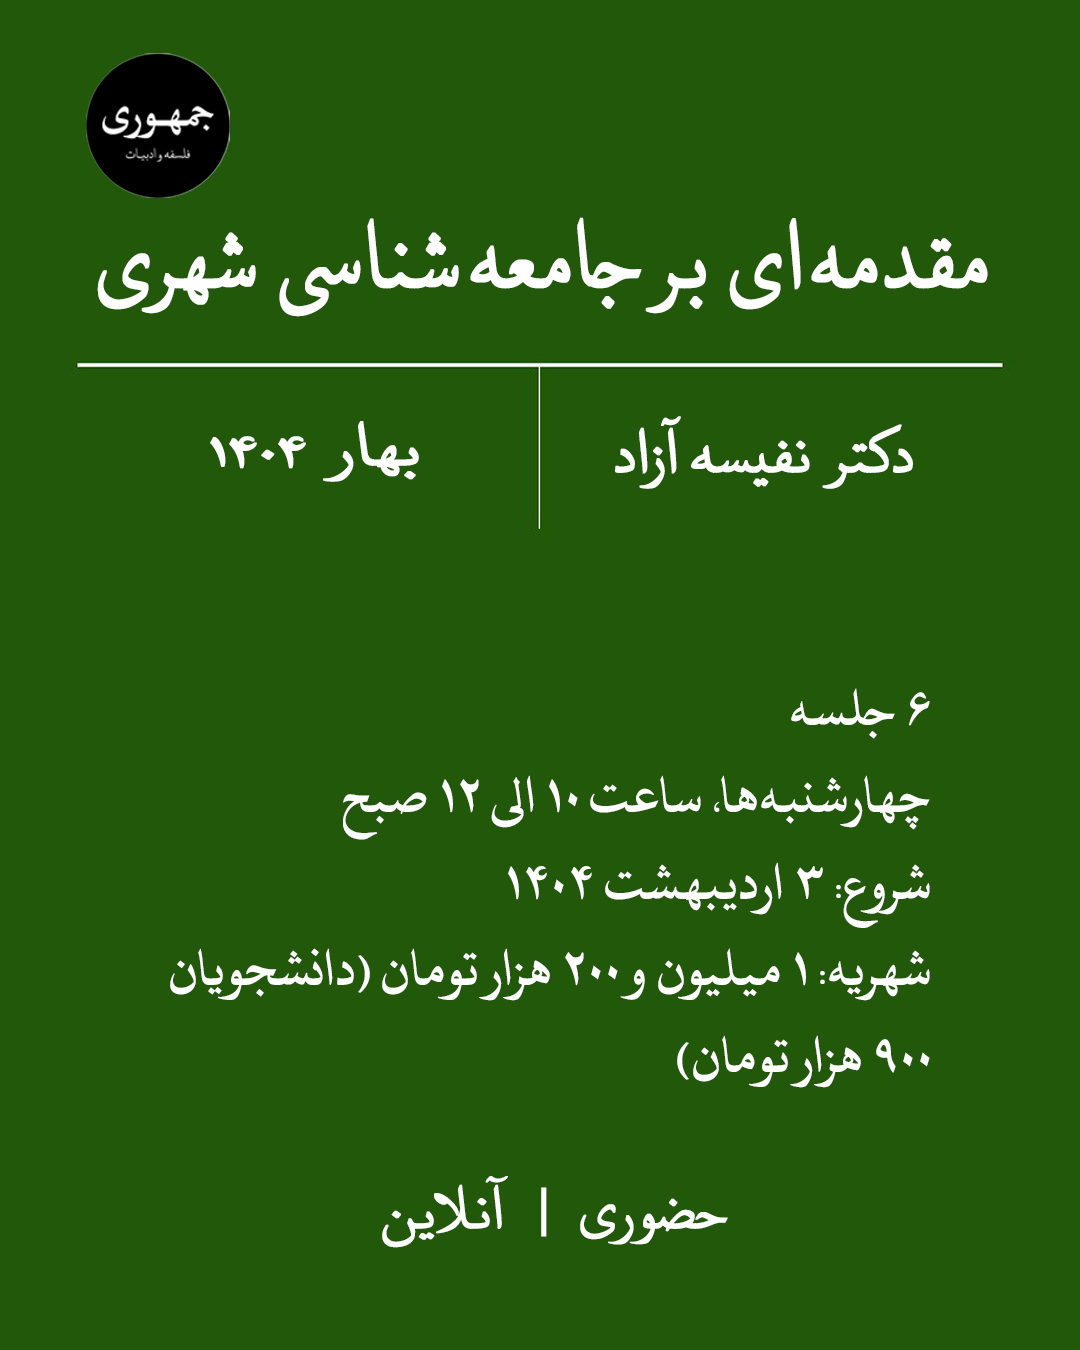 جمهوری
فلسفه و ادبیات
مقدمه‌ای بر جامعه‌شناسی شهری
دکتر نفیسه آزاد
بهار ۱۴۰۴
۶ جلسه
چهارشنبه‌ها، ساعت ۱۰ الی ۱۲ صبح
شروع: ۳ اردیبهشت ۱۴۰۴
شهریه: ۱ میلیون و ۲۰۰ هزار تومان (دانشجویان
۹۰۰ هزار تومان)
حضوری | آنلاین